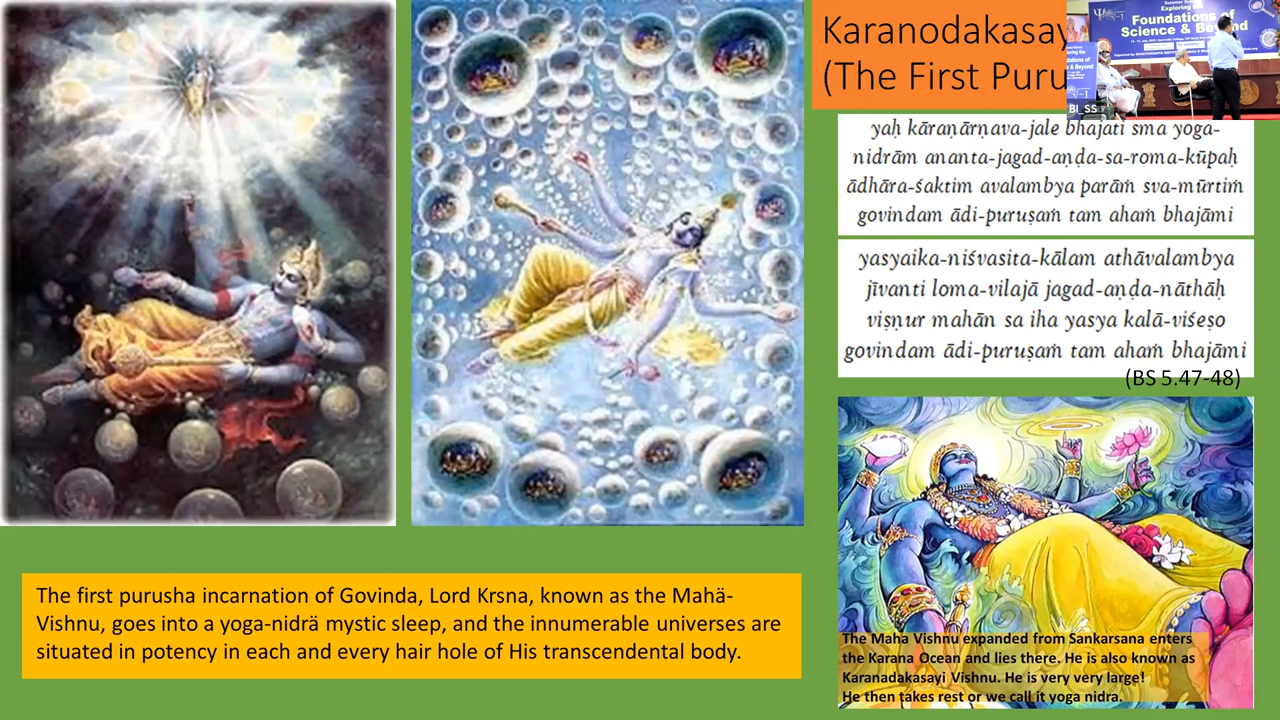 Karanodakasay
(The First Puru
Foundations of
Science & Beyond
BI_SS
yaḥ kāraṇārṇava-jale bhajati sma yoga-
nidrām ananta-jagad-aṇḍa-sa-roma-kūpaḥ
ādhāra-śaktim avalambya parāṁ sva-mūrtiṁ
govindam ādi-puruṣaṁ tam ahaṁ bhajāmi
yasyaika-niśvasita-kālam athāvalambya
jīvanti loma-vilajā jagad-aṇḍa-nāthāḥ
viṣṇur mahān sa iha yasya kalā-viśeṣo
govindam ādi-puruṣaṁ tam ahaṁ bhajāmi
(BS 5.47-48)
The first purusha incarnation of Govinda, Lord Krsna, known as the Mahä-
Vishnu, goes into a yoga-nidrä mystic sleep, and the innumerable universes are
situated in potency in each and every hair hole of His transcendental body.
The Maha Vishnu expanded from Sankarsana enters
the Karana Ocean and lies there. He is also known as
Karanadakasayi Vishnu. He is very very large!
He then takes rest or we call it yoga nidra.